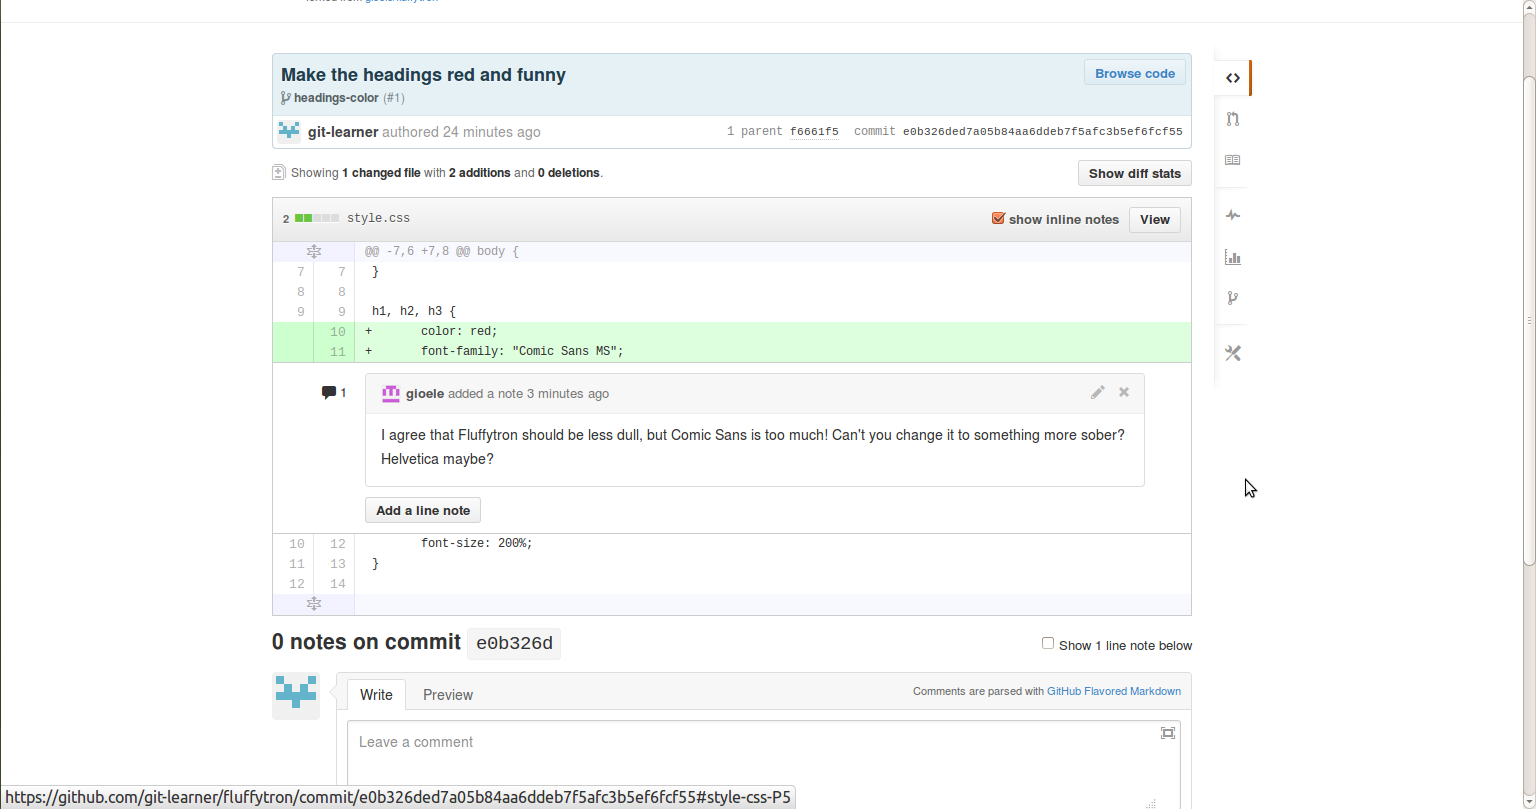 Make the headings red and funny
Browse code
headings-color (#1)
git-learner authored 24 minutes ago
1 parent f6661f5 commit e0b326ded7a05b84aa6ddeb7f5afc3b5ef6fcf55
Showing 1 changed file with 2 additions and 0 deletions.
Show diff stats
2 style.css
show inline notes
View
@@ -7,6 +7,8 @@ body {
7 7 }
8 8
9 9 h1, h2, h3 {
10 + color: red;
11 + font-family: "Comic Sans MS";
1
gioele added a note 3 minutes ago
I agree that Fluffytron should be less dull, but Comic Sans is too much! Can't you change it to something more sober?
Helvetica maybe?
Add a line note
10 12 font-size: 200%;
11 13 }
12 14
0 notes on commit e0b326d
Show 1 line note below
Write
Preview
Comments are parsed with GitHub Flavored Markdown
Leave a comment
https://github.com/git-learner/fluffytron/commit/e0b326ded7a05b84aa6ddeb7f5afc3b5ef6fcf55#style-css-P5